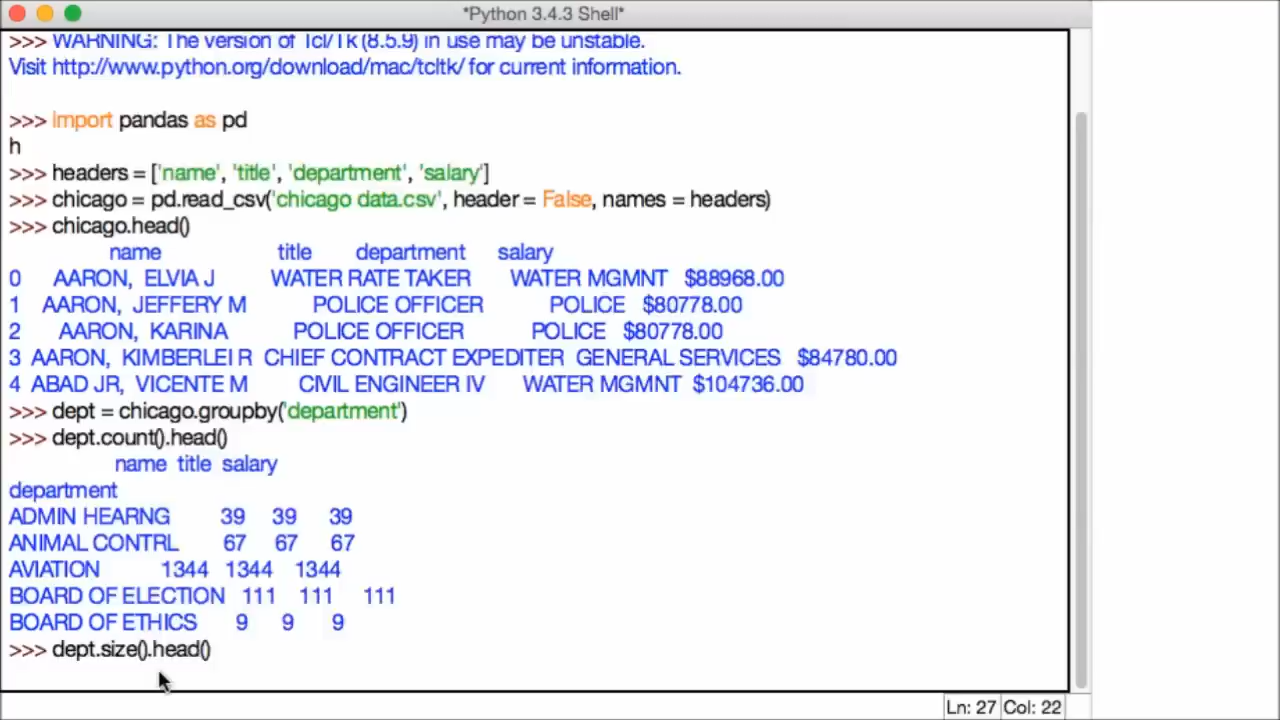 *Python 3.4.3 Shell*
>>> WARNING: The version of Tcl/Tk (8.5.9) in use may be unstable.
Visit http://www.python.org/download/mac/tcltk/ for current information.
>>> import pandas as pd
h
>>> headers = ['name', 'title', 'department', 'salary']
>>> chicago = pd.read_csv('chicago data.csv', header = False, names = headers)
>>> chicago.head()
name title department salary
0 AARON, ELVIA J WATER RATE TAKER WATER MGMNT $88968.00
1 AARON, JEFFERY M POLICE OFFICER POLICE $80778.00
2 AARON, KARINA POLICE OFFICER POLICE $80778.00
3 AARON, KIMBERLEI R CHIEF CONTRACT EXPEDITER GENERAL SERVICES $84780.00
4 ABAD JR, VICENTE M CIVIL ENGINEER IV WATER MGMNT $104736.00
>>> dept = chicago.groupby('department')
>>> dept.count().head()
name title salary
department
ADMIN HEARNG 39 39 39
ANIMAL CONTRL 67 67 67
AVIATION 1344 1344 1344
BOARD OF ELECTION 111 111 111
BOARD OF ETHICS 9 9 9
>>> dept.size().head()
Ln: 27 Col: 22